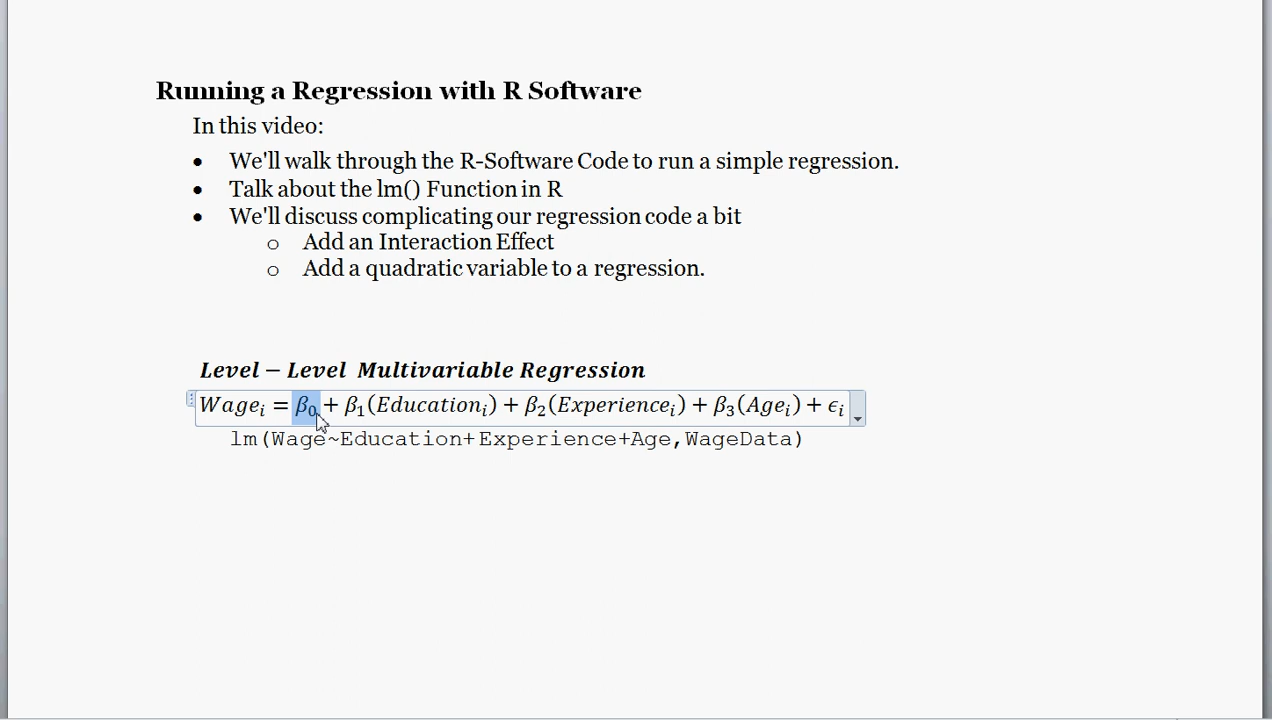 Running a Regression with R Software
In this video:
• We'll walk through the R-Software Code to run a simple regression.
• Talk about the lm() Function in R
• We'll discuss complicating our regression code a bit
o Add an Interaction Effect
o Add a quadratic variable to a regression.
Level − Level Multivariable Regression
Wageᵢ = β₀ + β₁(Educationᵢ) + β₂(Experienceᵢ) + β₃(Ageᵢ) + ϵᵢ
lm(Wage~Education+Experience+Age,WageData)